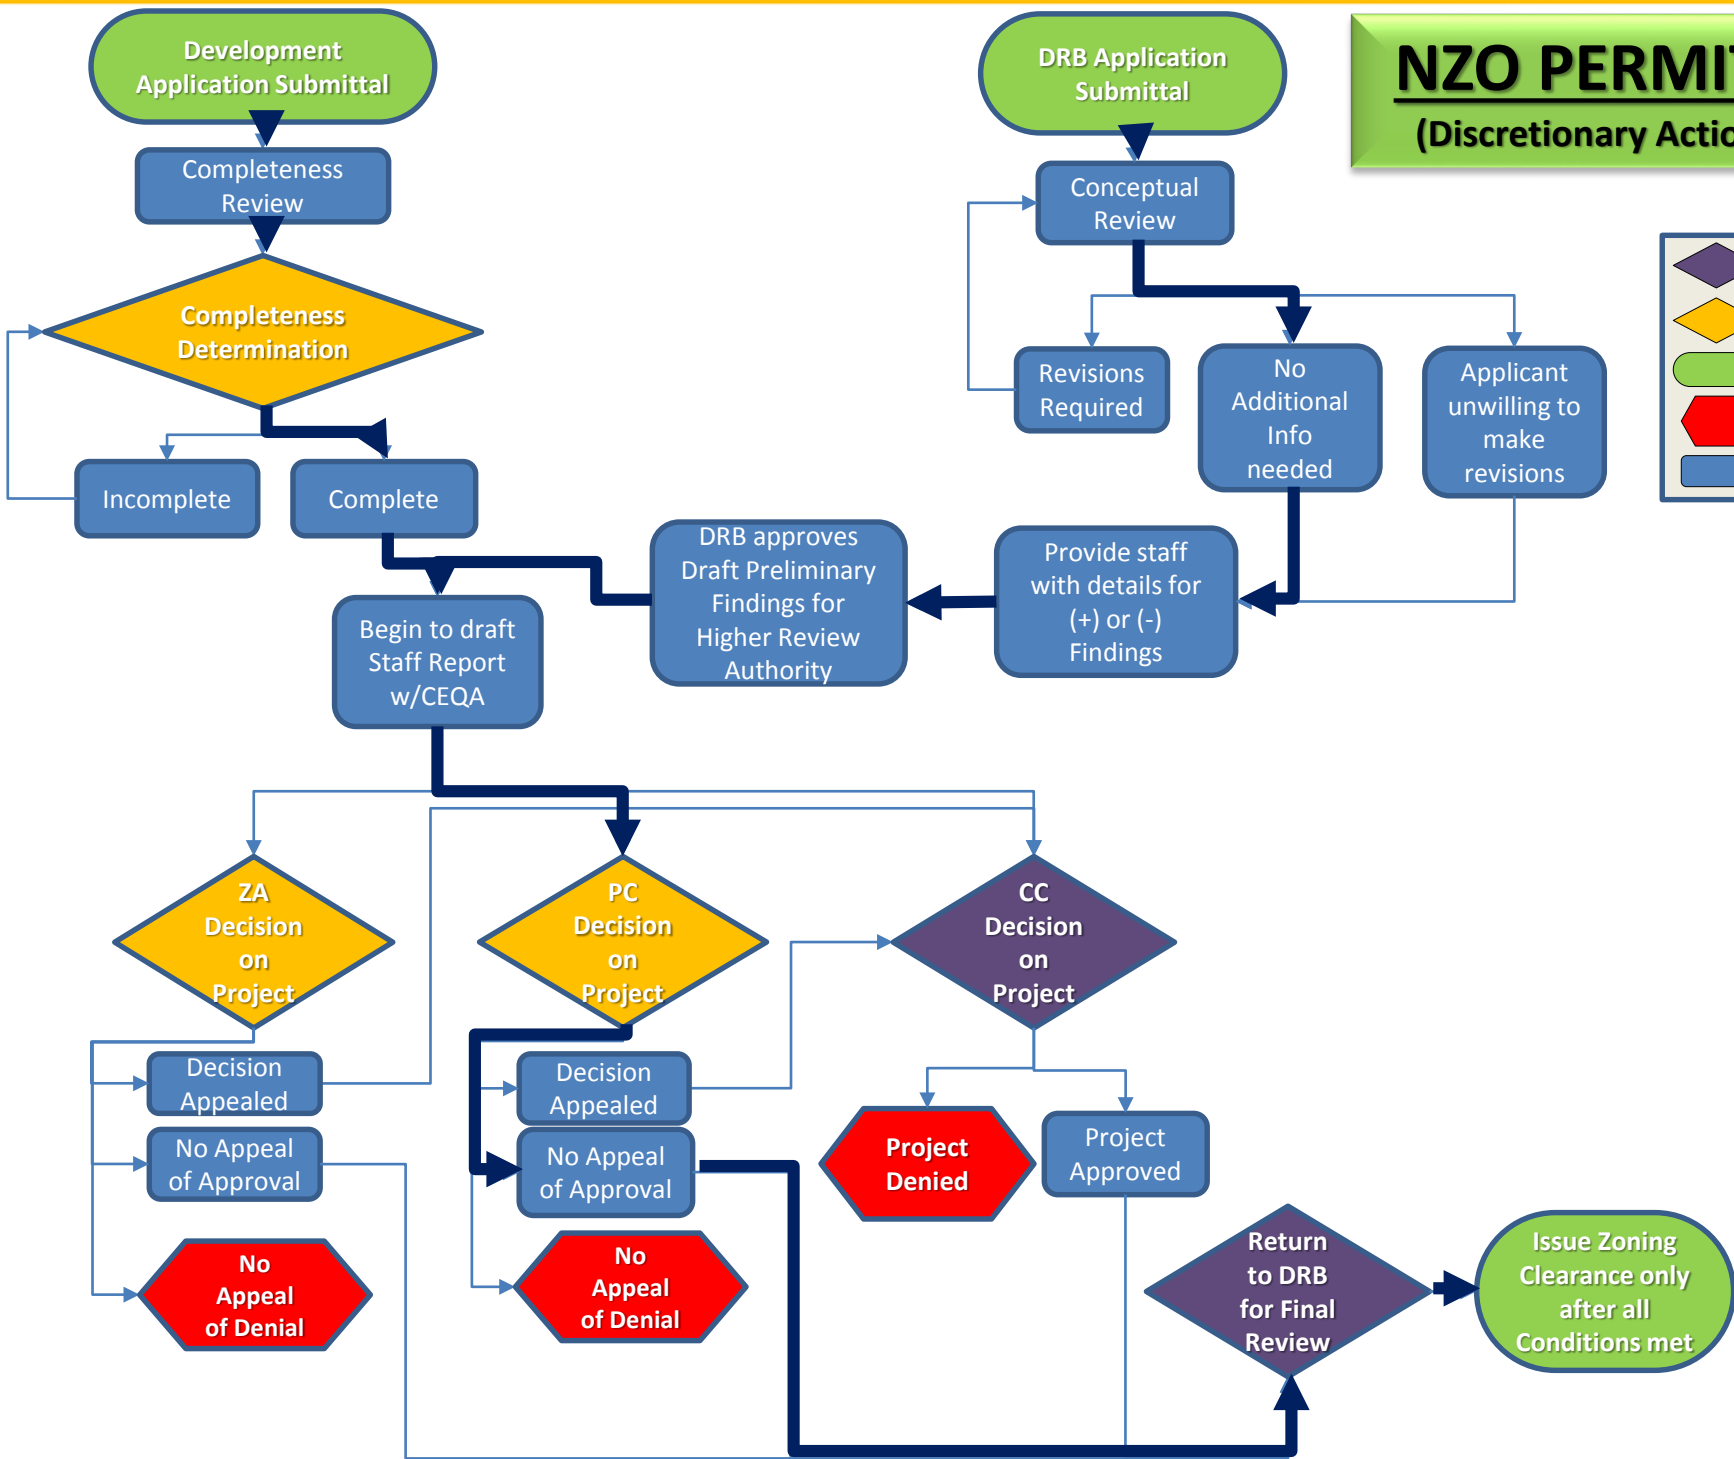 Development
Application Submittal
DRB Application
Submittal
NZO PERMIT
(Discretionary Actio
Completeness
Review
Conceptual
Review
Completeness
Determination
Revisions
Required
No
Additional
Info
needed
Applicant
unwilling to
make
revisions
Incomplete
Complete
DRB approves
Draft Preliminary
Findings for
Higher Review
Authority
Provide staff
with details for
(+) or (-)
Findings
Begin to draft
Staff Report
w/CEQA
ZA
Decision
on
Project
PC
Decision
on
Project
CC
Decision
on
Project
Decision
Appealed
No Appeal
of Approval
No
Appeal
of Denial
Decision
Appealed
No Appeal
of Approval
No
Appeal
of Denial
Project
Denied
Project
Approved
Return
to DRB
for Final
Review
Issue Zoning
Clearance only
after all
Conditions met